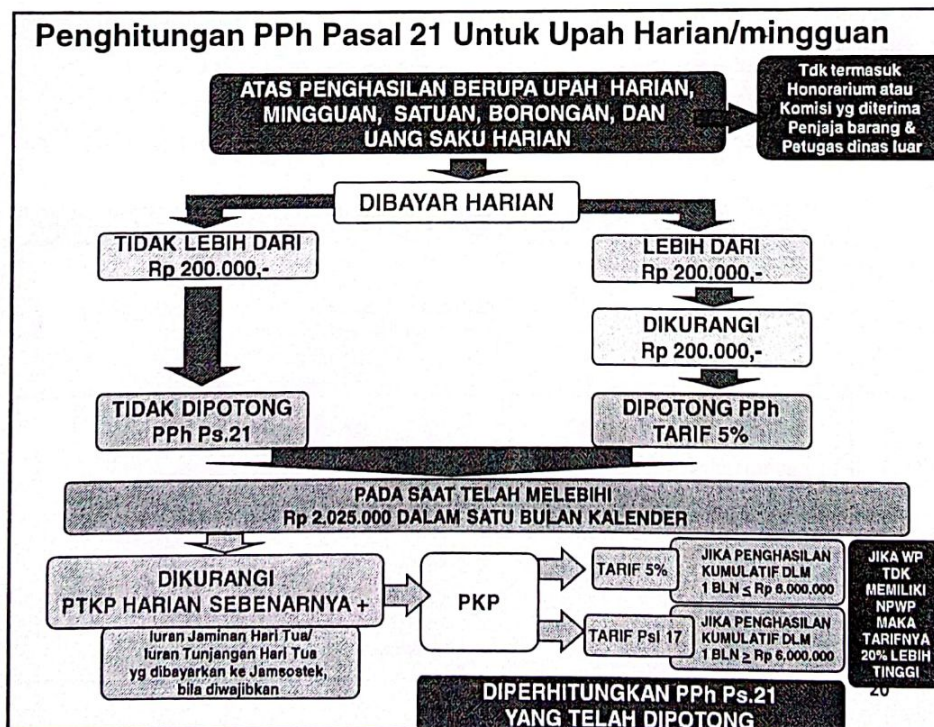 Penghitungan PPh Pasal 21 Untuk Upah Harian/mingguan
ATAS PENGHASILAN BERUPA UPAH HARIAN,
MINGGUAN, SATUAN, BORONGAN, DAN
UANG SAKU HARIAN
Tdk termasuk
Honorarium atau
Komisi yg diterima
Penjaja barang &
Petugas dinas luar
DIBAYAR HARIAN
TIDAK LEBIH DARI
Rp 200.000,-
LEBIH DARI
Rp 200.000,-
DIKURANGI
Rp 200.000,-
TIDAK DIPOTONG
PPh Ps.21
DIPOTONG PPh
TARIF 5%
PADA SAAT TELAH MELEBIHI
Rp 2.025.000 DALAM SATU BULAN KALENDER
DIKURANGI
PTKP HARIAN SEBENARNYA +
Iuran Jaminan Hari Tua/
Iuran Tunjangan Hari Tua
yg dibayarkan ke Jamsostek,
bila diwajibkan
PKP
TARIF 5%
JIKA PENGHASILAN
KUMULATIF DLM
1 BLN ≤ Rp 6,000,000
TARIF Psl 17
JIKA PENGHASILAN
KUMULATIF DLM
1 BLN ≥ Rp 6,000,000
JIKA WP
TDK
MEMILIKI
NPWP
MAKA
TARIFNYA
20% LEBIH
TINGGI
20
DIPERHITUNGKAN PPh Ps.21
YANG TELAH DIPOTONG